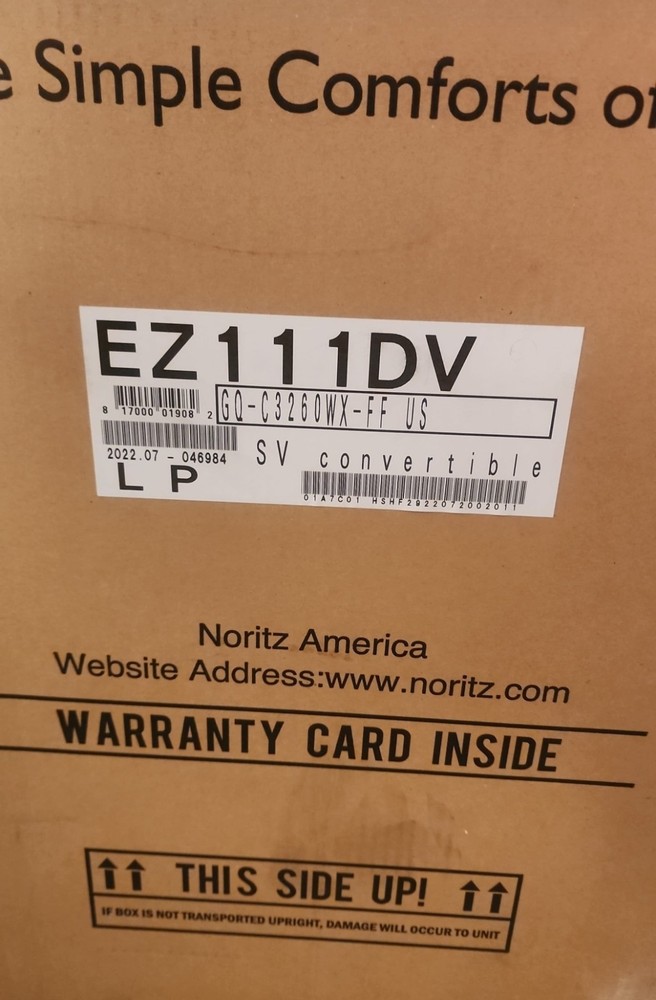 e Simple Comforts of
EZ111DV
8 17000 01908 2
GQ-C3260WX-FF US
2022.07 - 046984
SV convertible
LP
01A7C01 HSHF2922072002011
Noritz America
Website Address:www.noritz.com
WARRANTY CARD INSIDE
THIS SIDE UP!
IF BOX IS NOT TRANSPORTED UPRIGHT, DAMAGE WILL OCCUR TO UNIT